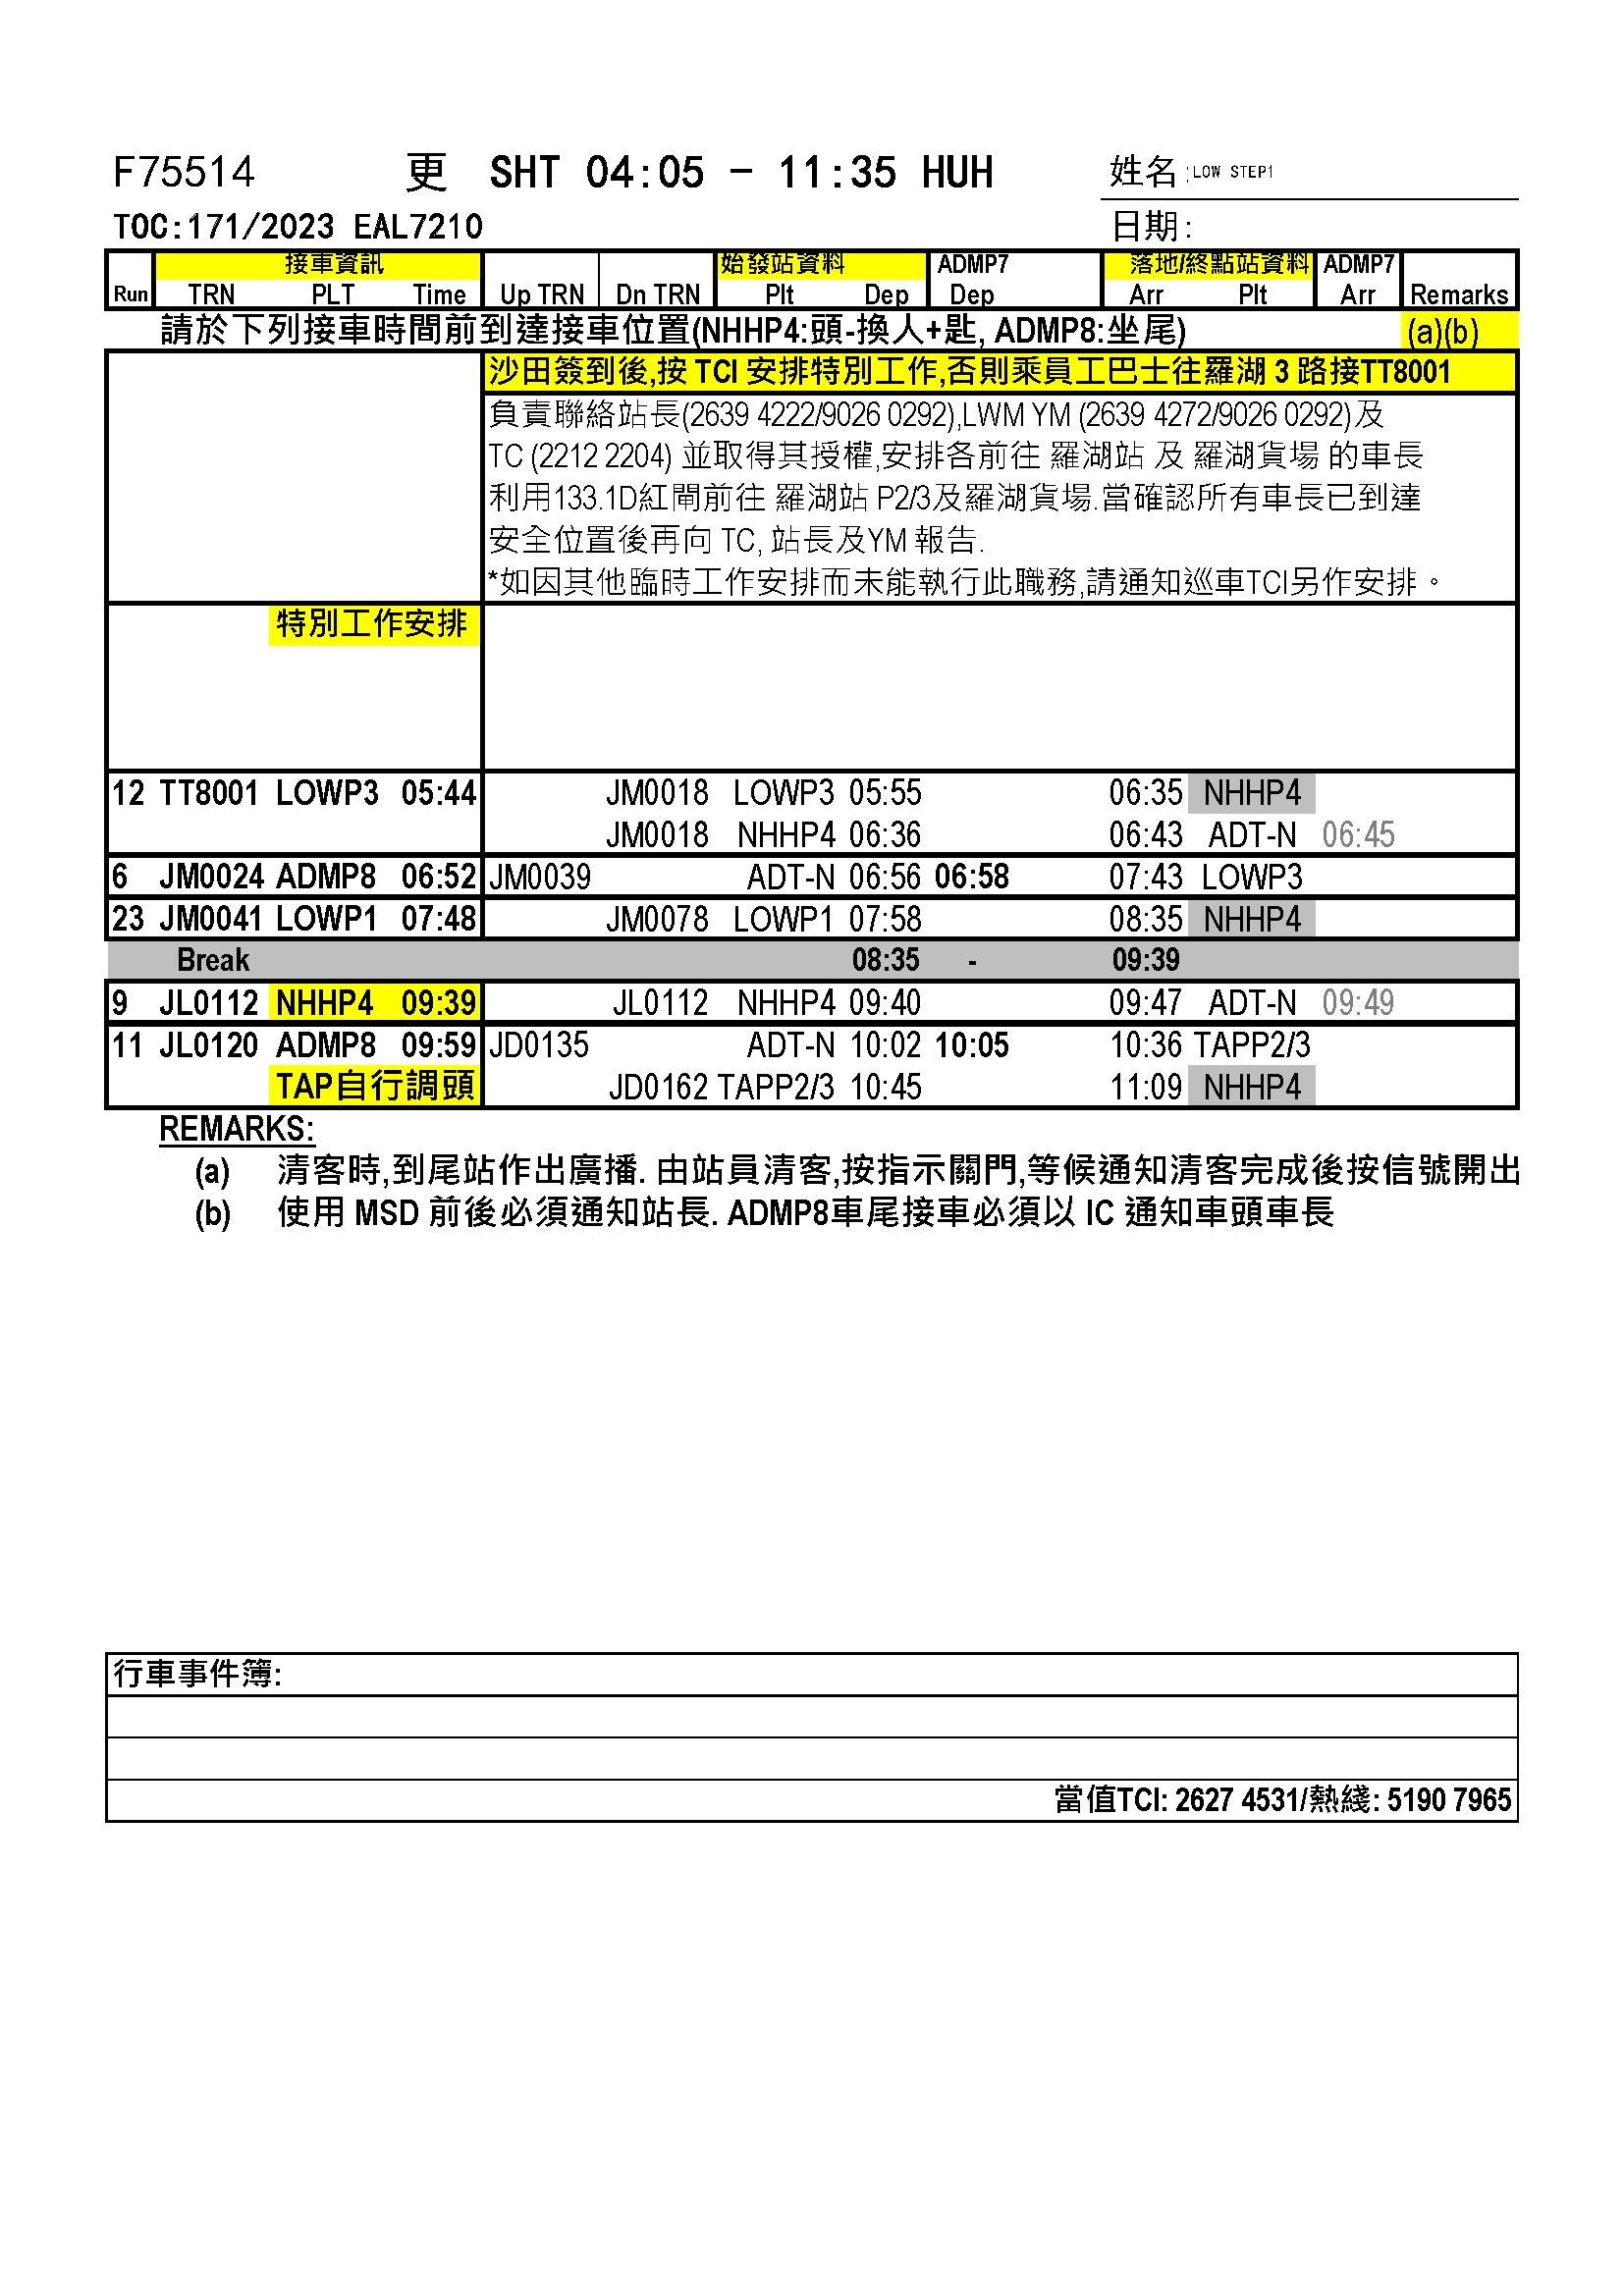 F75514 更 SHT 04:05 - 11:35 HUH 姓名:LOW STEP1
TOC:171/2023 EAL7210 日期:
接車資訊 始發站資料 ADMP7 落地/終點站資料 ADMP7
Run TRN PLT Time Up TRN Dn TRN Plt Dep Dep Arr Plt Arr Remarks
請於下列接車時間前到達接車位置(NHHP4:頭-換人+匙, ADMP8:坐尾) (a)(b)
沙田簽到後,按 TCI 安排特別工作,否則乘員工巴士往羅湖 3 路接TT8001
負責聯絡站長(2639 4222/9026 0292),LWM YM (2639 4272/9026 0292)及
TC (2212 2204) 並取得其授權,安排各前往 羅湖站 及 羅湖貨場 的車長
利用133.1D紅閘前往 羅湖站 P2/3及羅湖貨場.當確認所有車長已到達
安全位置後再向 TC, 站長及YM 報告.
*如因其他臨時工作安排而未能執行此職務,請通知巡車TCI另作安排。
特別工作安排
12 TT8001 LOWP3 05:44 JM0018 LOWP3 05:55 06:35 NHHP4
JM0018 NHHP4 06:36 06:43 ADT-N 06:45
6 JM0024 ADMP8 06:52 JM0039 ADT-N 06:56 06:58 07:43 LOWP3
23 JM0041 LOWP1 07:48 JM0078 LOWP1 07:58 08:35 NHHP4
Break 08:35 - 09:39
9 JL0112 NHHP4 09:39 JL0112 NHHP4 09:40 09:47 ADT-N 09:49
11 JL0120 ADMP8 09:59 JD0135 ADT-N 10:02 10:05 10:36 TAPP2/3
TAP自行調頭 JD0162 TAPP2/3 10:45 11:09 NHHP4
REMARKS:
(a) 清客時,到尾站作出廣播. 由站員清客,按指示關門,等候通知清客完成後按信號開出
(b) 使用 MSD 前後必須通知站長. ADMP8車尾接車必須以 IC 通知車頭車長
行車事件簿:
當值TCI: 2627 4531/熱綫: 5190 7965